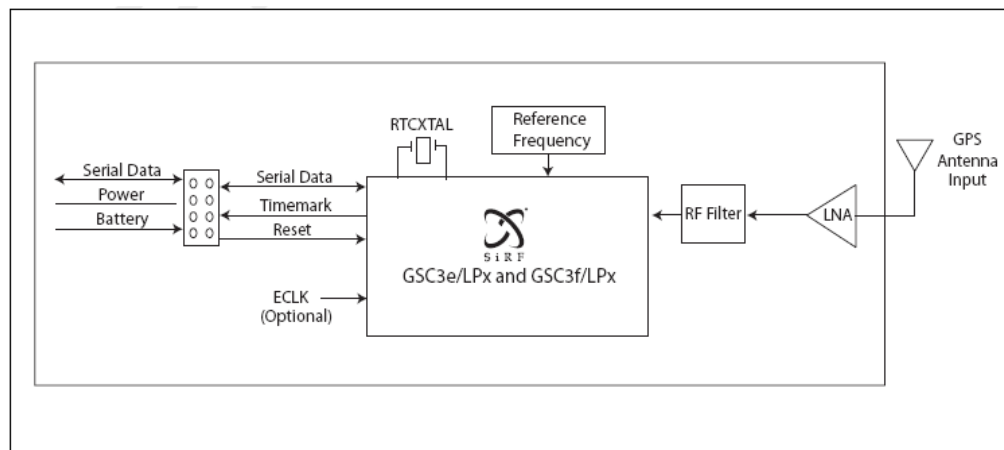 RTCXTAL
Reference
Frequency
GPS
Antenna
Input
Serial Data
Power
Battery
Serial Data
Timemark
Reset
RF Filter
LNA
SiRF
GSC3e/LPx and GSC3f/LPx
ECLK
(Optional)